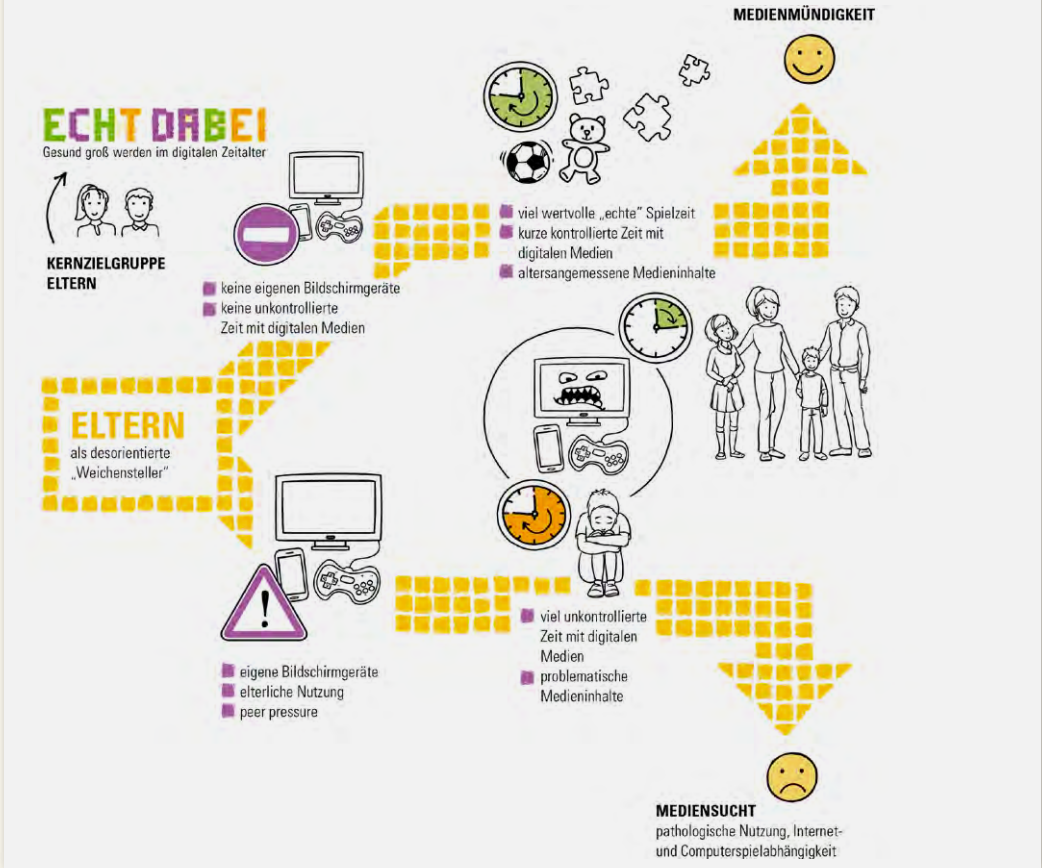 MEDIENMÜNDIGKEIT
ECHT DABEI
Gesund groß werden im digitalen Zeitalter
KERNZIELGRUPPE
ELTERN
keine eigenen Bildschirmgeräte
keine unkontrollierte
Zeit mit digitalen Medien
viel wertvolle „echte“ Spielzeit
kurze kontrollierte Zeit mit
digitalen Medien
altersangemessene Medieninhalte
ELTERN
als desorientierte
„Weichensteller“
eigene Bildschirmgeräte
elterliche Nutzung
peer pressure
viel unkontrollierte
Zeit mit digitalen
Medien
problematische
Medieninhalte
MEDIENSUCHT
pathologische Nutzung, Internet-
und Computerspielabhängigkeit